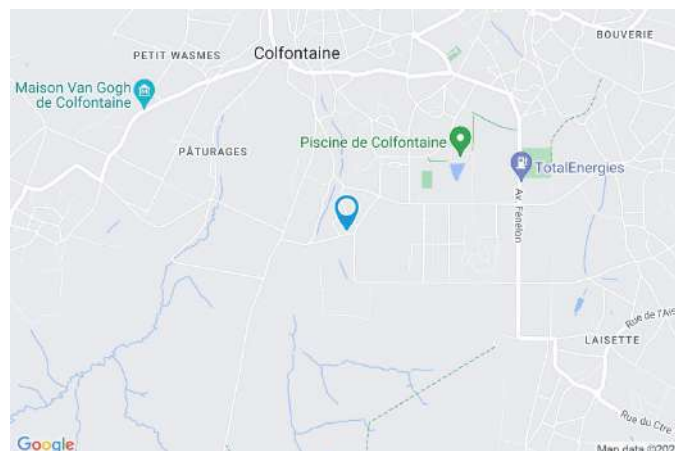 BOUVERIE
PETIT WASMES
Colfontaine
Maison Van Gogh
de Colfontaine
PÂTURAGES
Piscine de Colfontaine
TotalEnergies
Av. Fénelon
Rue de l'Ais
LAISETTE
Rue du Ctre
Google
Map data ©202